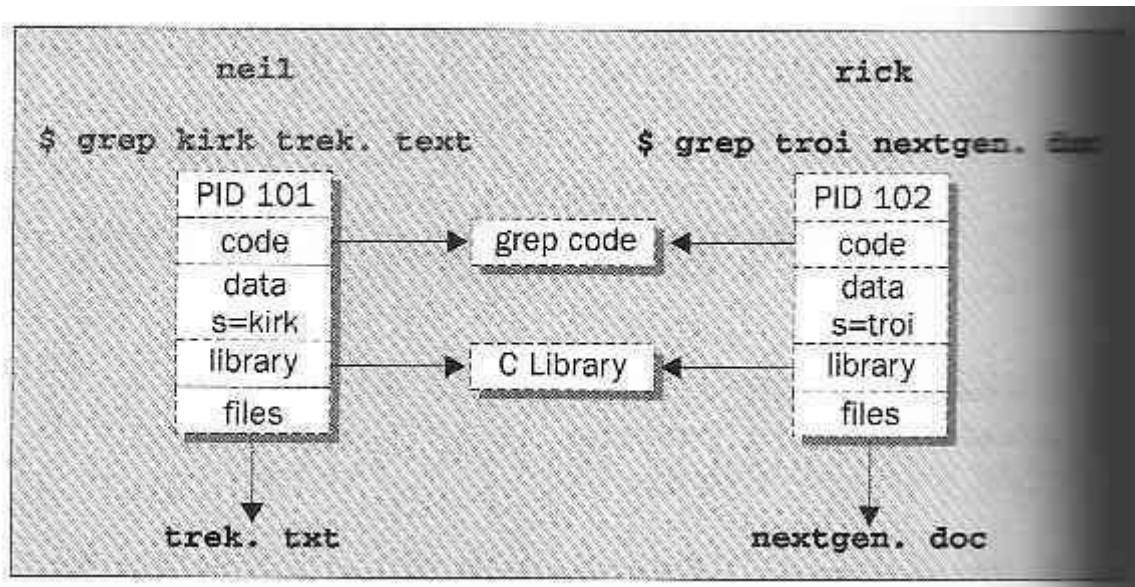 neil
rick
$ grep kirk trek. text
$ grep troi nextgen.
PID 101
code
data
s=kirk
library
files
grep code
C Library
PID 102
code
data
s=troi
library
files
trek. txt
nextgen. doc